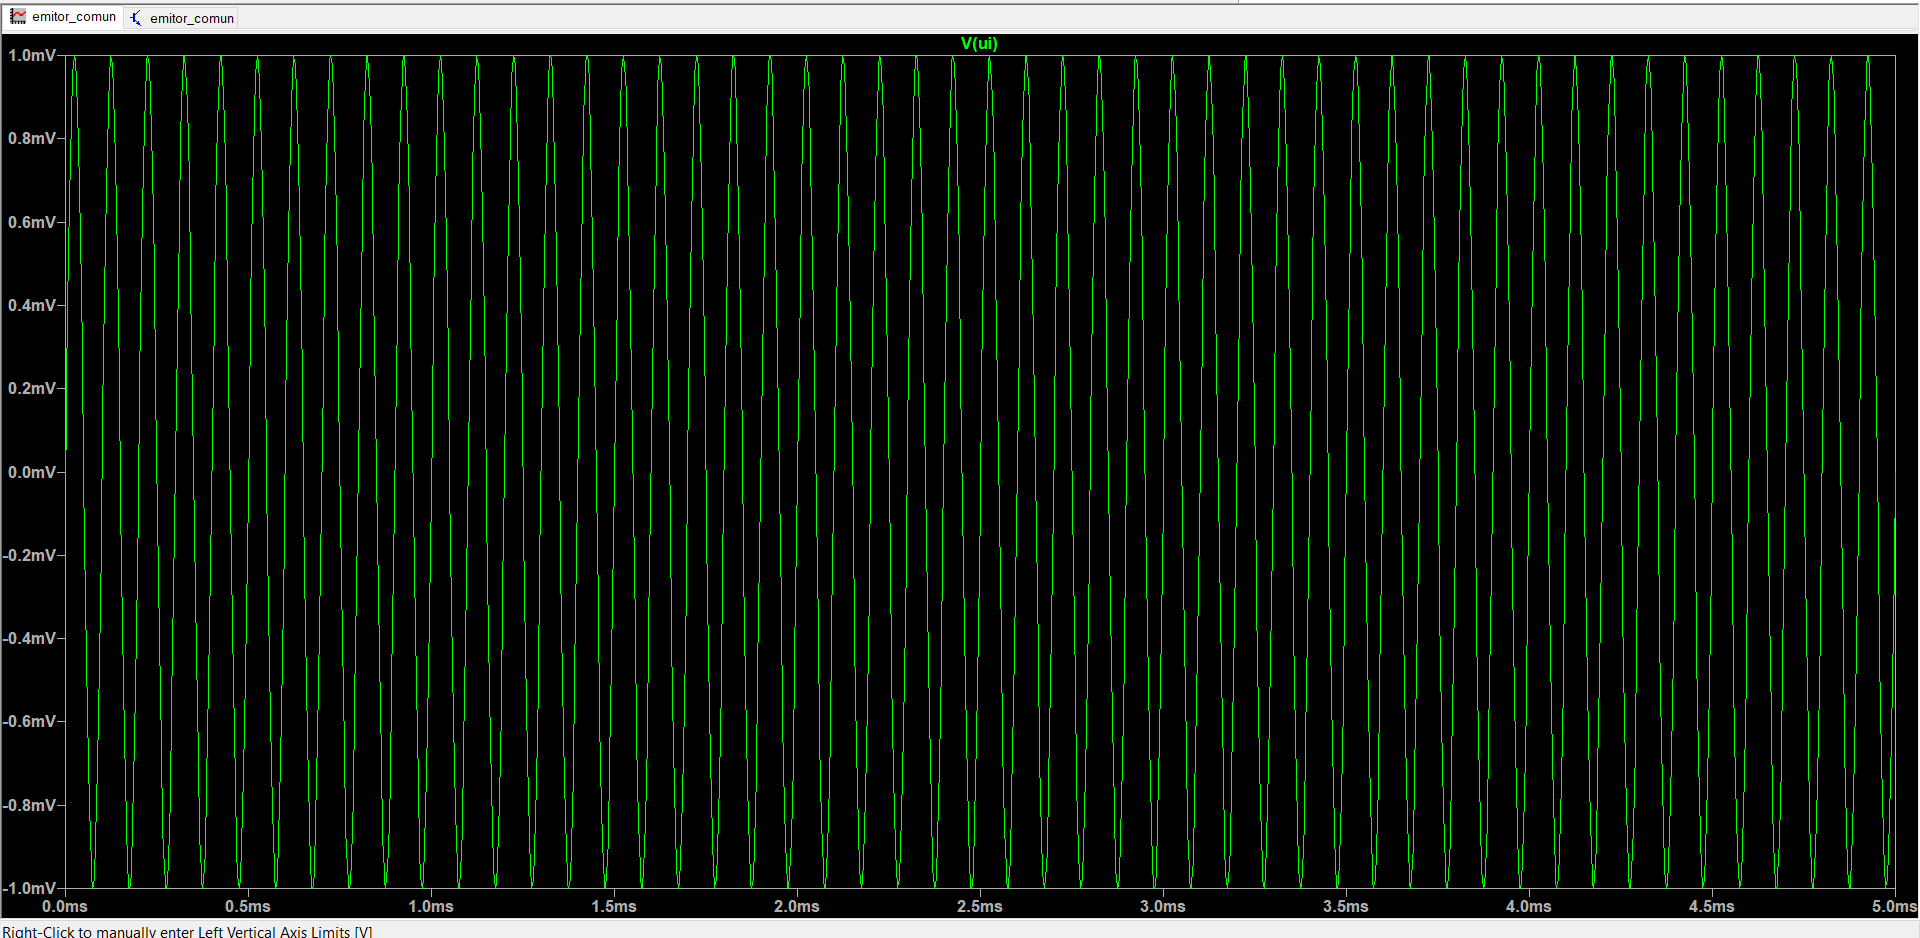 emitor_comun emitor_comun
V(ui)
1.0mV
0.8mV
0.6mV
0.4mV
0.2mV
0.0mV
-0.2mV
-0.4mV
-0.6mV
-0.8mV
-1.0mV
0.0ms 0.5ms 1.0ms 1.5ms 2.0ms 2.5ms 3.0ms 3.5ms 4.0ms 4.5ms 5.0ms
Right-Click to manually enter Left Vertical Axis Limits [V]